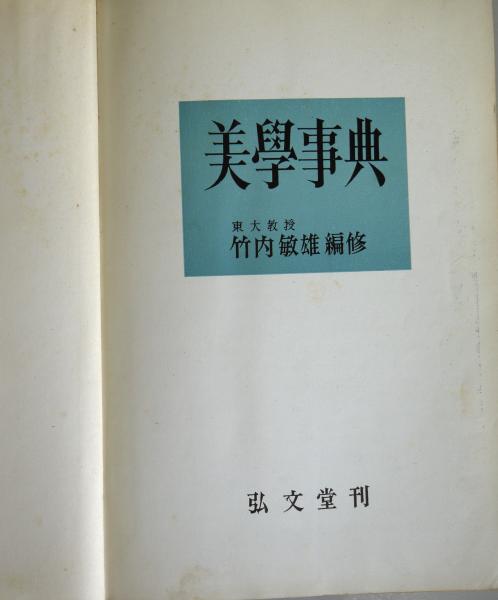 美學事典
東大教授
竹内敏雄編修
弘文堂刊